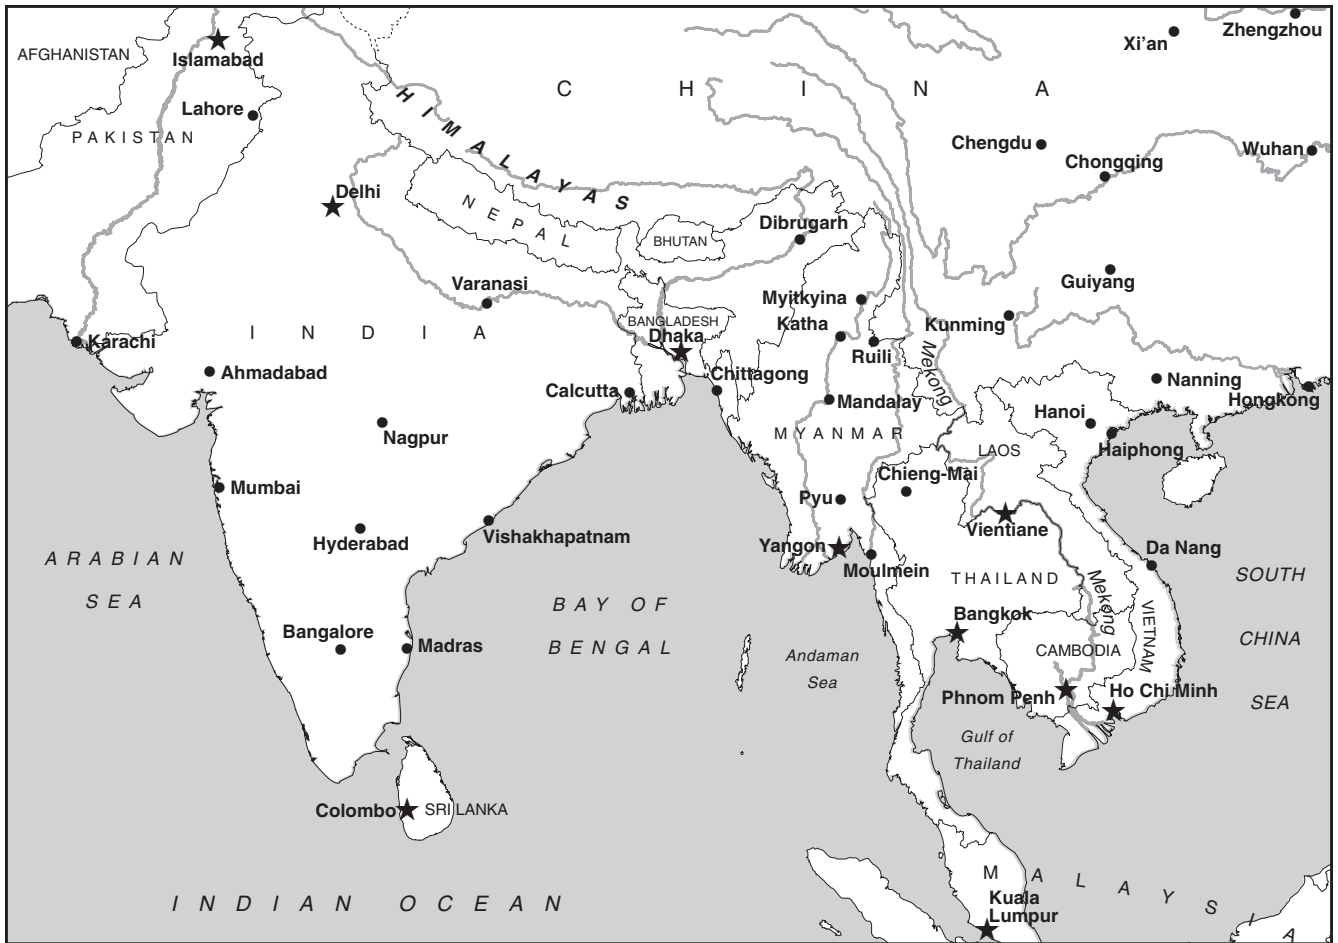 Zhengzhou
Xi'an
AFGHANISTAN
Islamabad
C H I N A
HIMALAYAS
Lahore
PAKISTAN
Chengdu
Wuhan
Chongqing
Delhi
NEPAL
Dibrugarh
BHUTAN
Guiyang
Varanasi
Myitkyina
Katha
BANGLADESH
Kunming
INDIA
Dhaka
Karachi
Ruili
Mekong
Ahmadabad
Chittagong
Nanning
Calcutta
Hongkong
Mandalay
Hanoi
Nagpur
MYANMAR
Haiphong
LAOS
Chieng-Mai
Mumbai
Pyu
Vientiane
Vishakhapatnam
Hyderabad
Yangon
Da Nang
ARABIAN
SEA
Moulmein
THAILAND
SOUTH
CHINA
SEA
Mekong
BAY OF
BENGAL
Bangkok
VIETNAM
Bangalore
Madras
CAMBODIA
Andaman
Sea
Phnom Penh
Ho Chi Minh
Gulf of
Thailand
Colombo
SRI LANKA
MALAYSIA
Kuala
Lumpur
INDIAN OCEAN